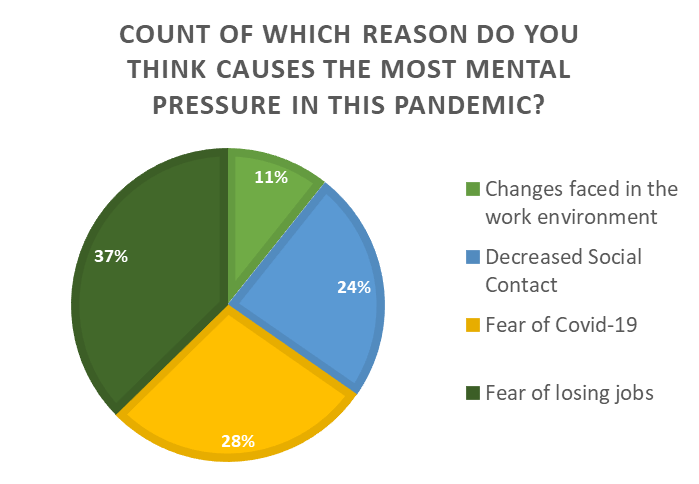 COUNT OF WHICH REASON DO YOU
THINK CAUSES THE MOST MENTAL
PRESSURE IN THIS PANDEMIC?
11%
24%
28%
37%
Changes faced in the
work environment
Decreased Social
Contact
Fear of Covid-19
Fear of losing jobs